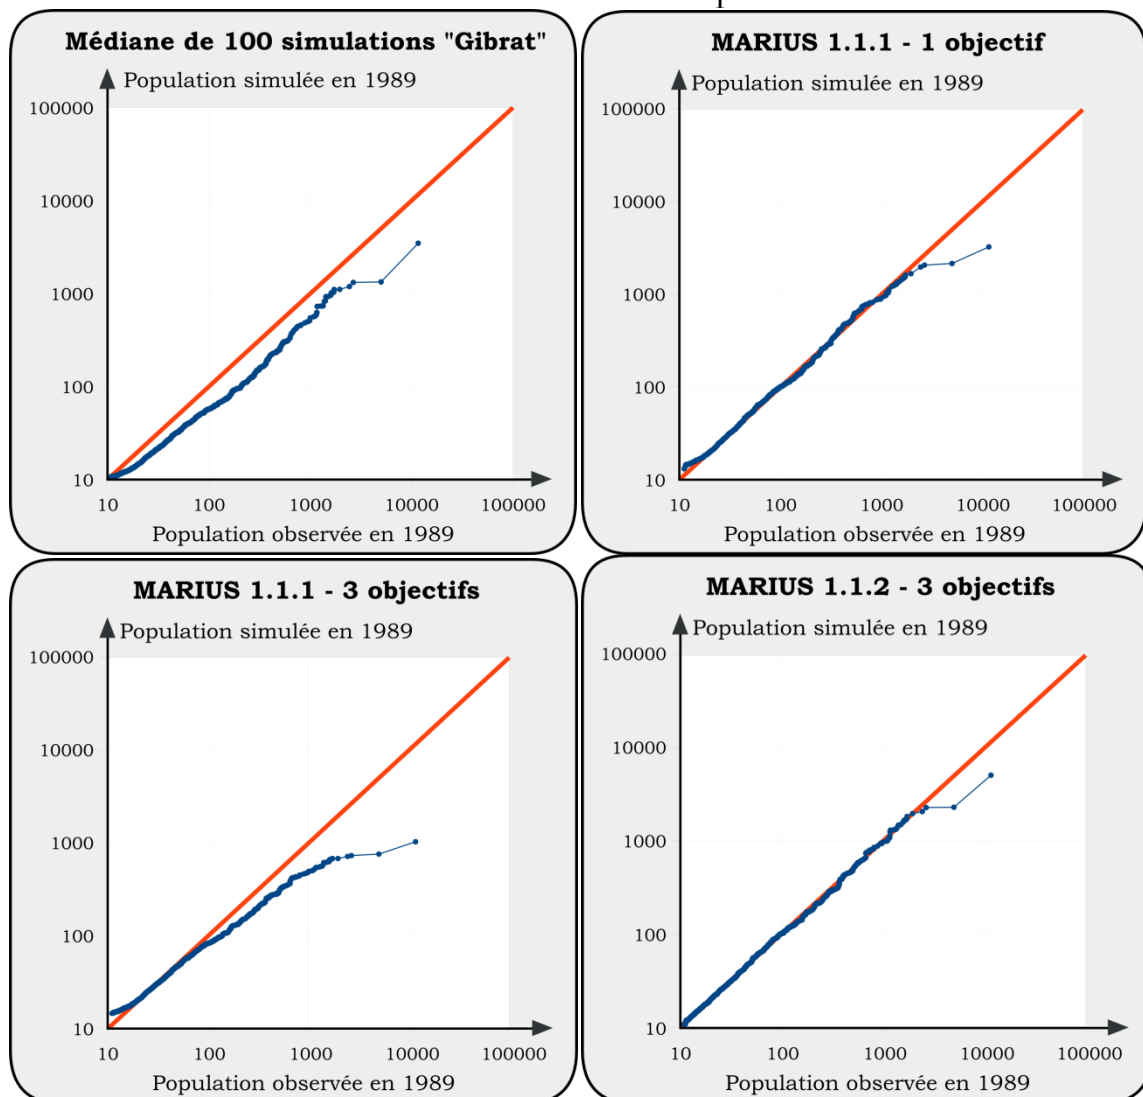 Médiane de 100 simulations "Gibrat"
Population simulée en 1989
100000
10000
1000
100
10
10 100 1000 10000 100000
Population observée en 1989
MARIUS 1.1.1 - 1 objectif
Population simulée en 1989
100000
10000
1000
100
10
10 100 1000 10000 100000
Population observée en 1989
MARIUS 1.1.1 - 3 objectifs
Population simulée en 1989
100000
10000
1000
100
10
10 100 1000 10000 100000
Population observée en 1989
MARIUS 1.1.2 - 3 objectifs
Population simulée en 1989
100000
10000
1000
100
10
10 100 1000 10000 100000
Population observée en 1989